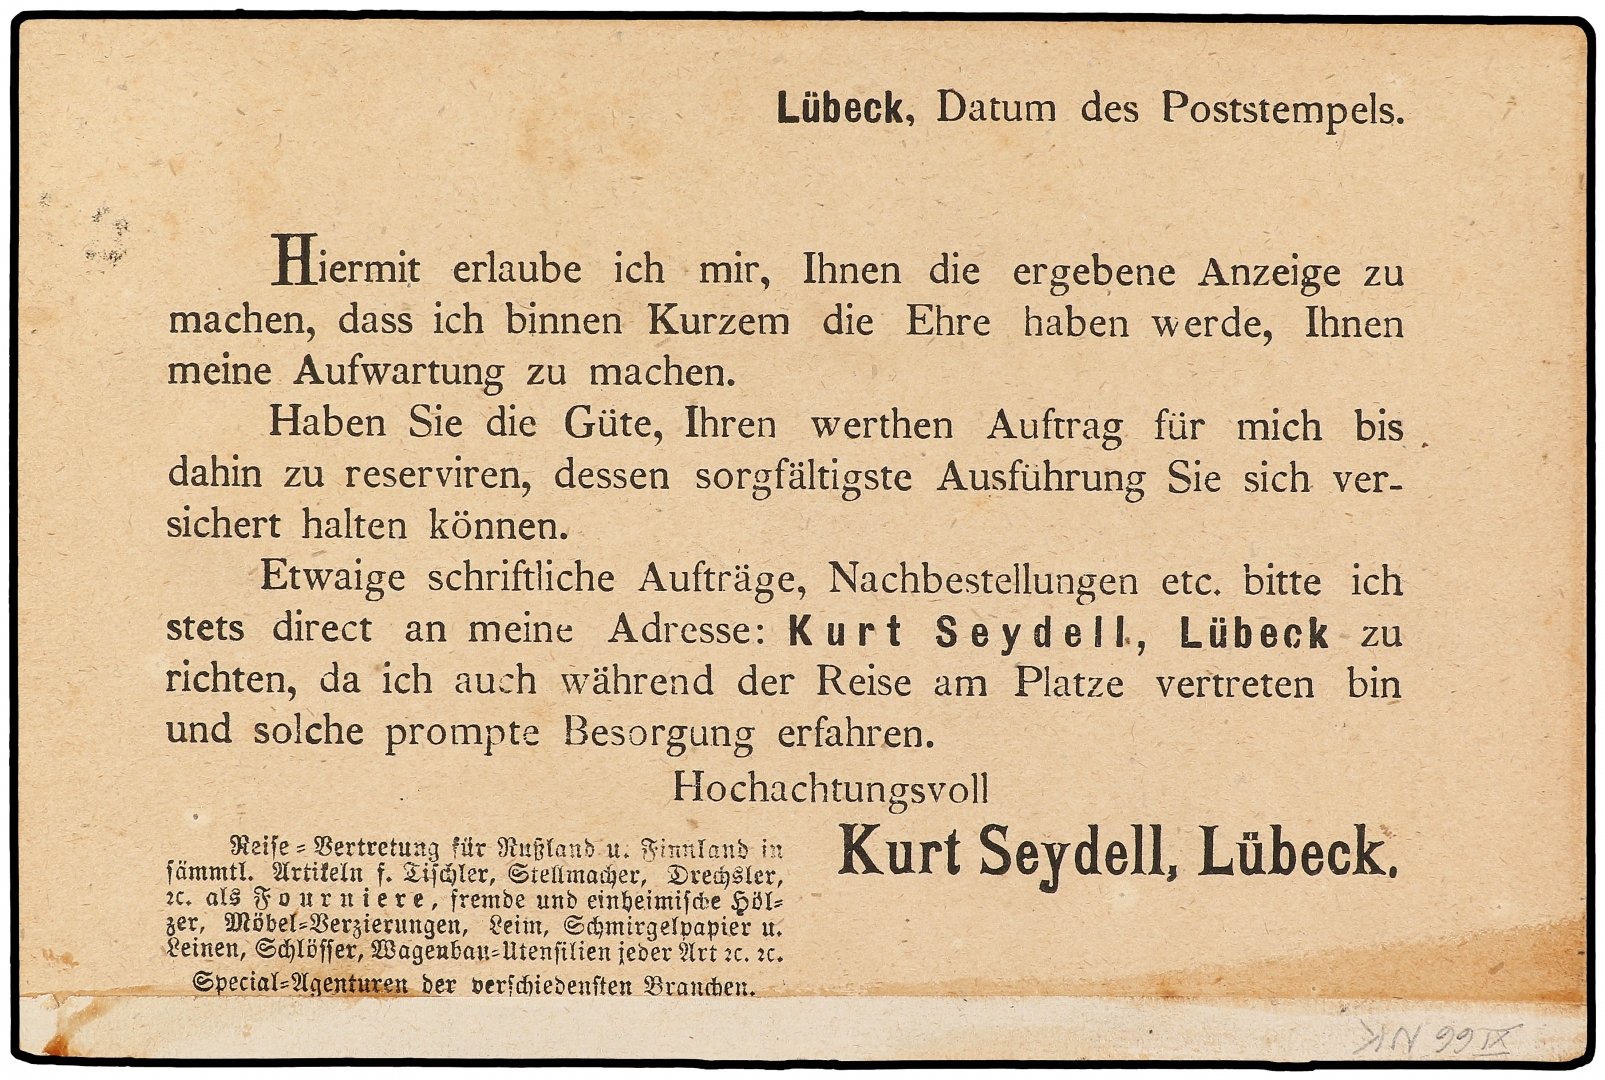 Lübeck, Datum des Poststempels.
Hiermit erlaube ich mir, Ihnen die ergebene Anzeige zu
machen, dass ich binnen Kurzem die Ehre haben werde, Ihnen
meine Aufwartung zu machen.
Haben Sie die Güte, Ihren werthen Auftrag für mich bis
dahin zu reserviren, dessen sorgfältigste Ausführung Sie sich ver-
sichert halten können.
Etwaige schriftliche Aufträge, Nachbestellungen etc. bitte ich
stets direct an meine Adresse: Kurt Seydell, Lübeck zu
richten, da ich auch während der Reise am Platze vertreten bin
und solche prompte Besorgung erfahren.
Hochachtungsvoll
Kurt Seydell, Lübeck.
Reise-Vertretung für Rußland u. Finnland in
sämmtl. Artikeln f. Tischler, Stellmacher, Drechsler,
ꝛc. als Fourniere, fremde und einheimische Höl-
zer, Möbel-Verzierungen, Leim, Schmirgelpapier u.
Leinen, Schlösser, Wagenbau-Utensilien jeder Art ꝛc. ꝛc.
Special-Agenturen der verschiedensten Branchen.